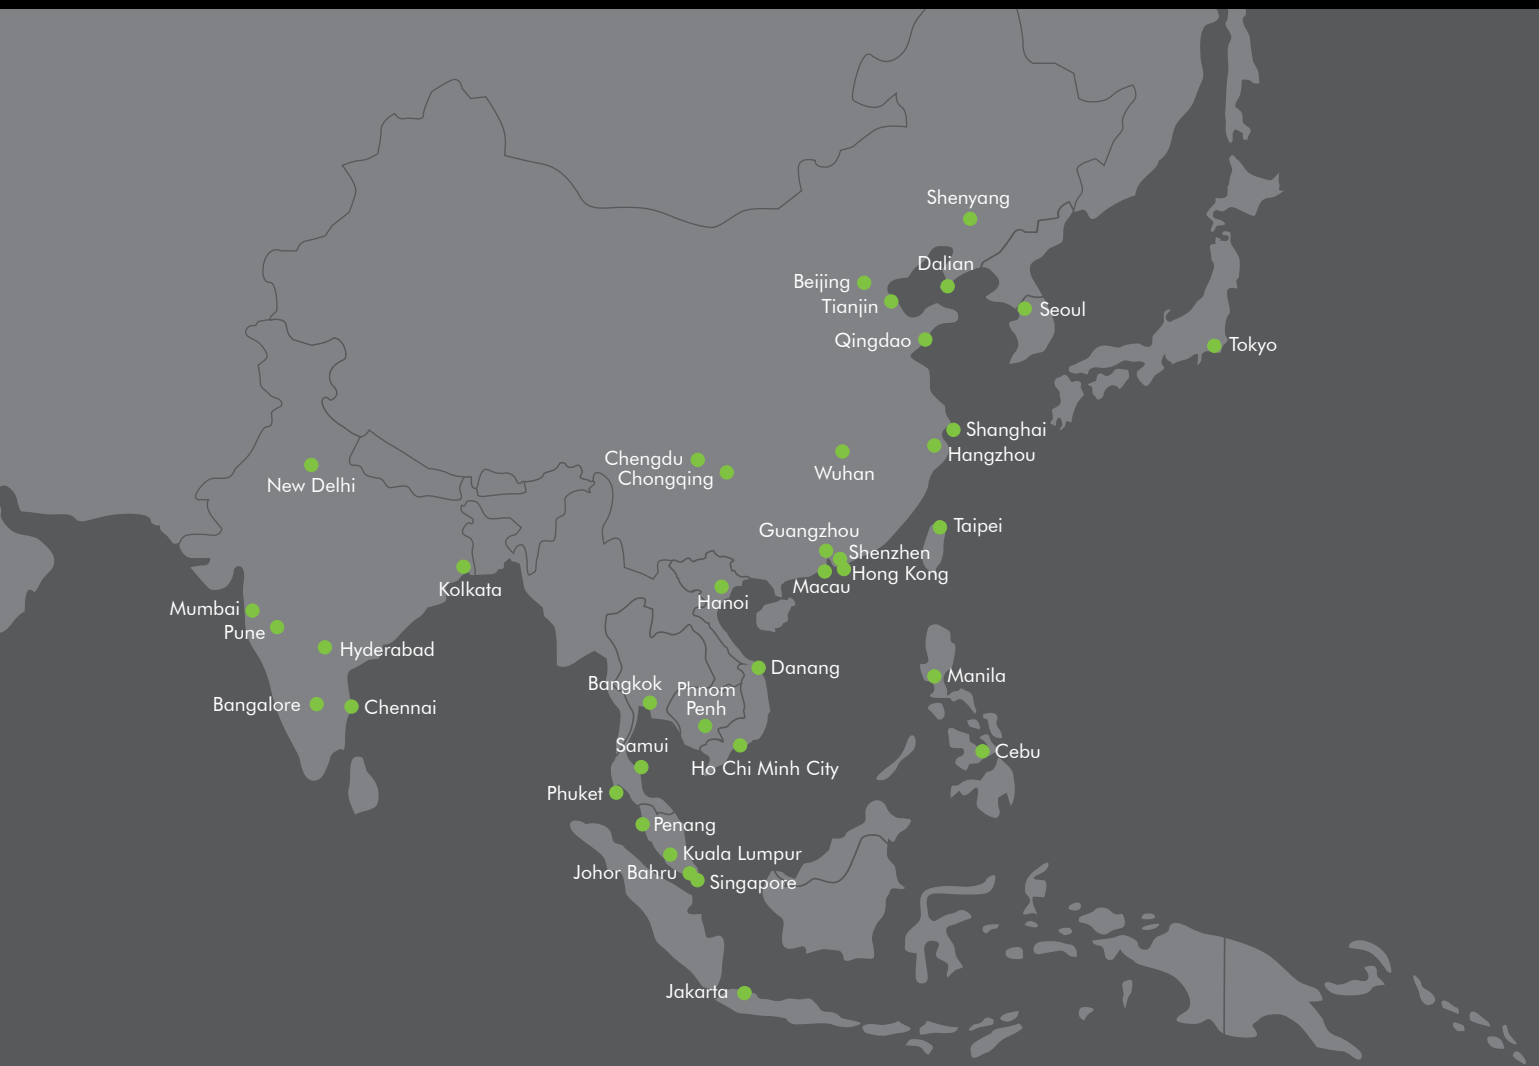 Shenyang
Dalian
Beijing
Tianjin
Seoul
Qingdao
Tokyo
Shanghai
Hangzhou
Chengdu
Chongqing
Wuhan
New Delhi
Taipei
Guangzhou
Shenzhen
Hong Kong
Macau
Kolkata
Hanoi
Mumbai
Pune
Hyderabad
Danang
Manila
Bangkok
Phnom
Penh
Bangalore
Chennai
Samui
Cebu
Ho Chi Minh City
Phuket
Penang
Kuala Lumpur
Johor Bahru
Singapore
Jakarta